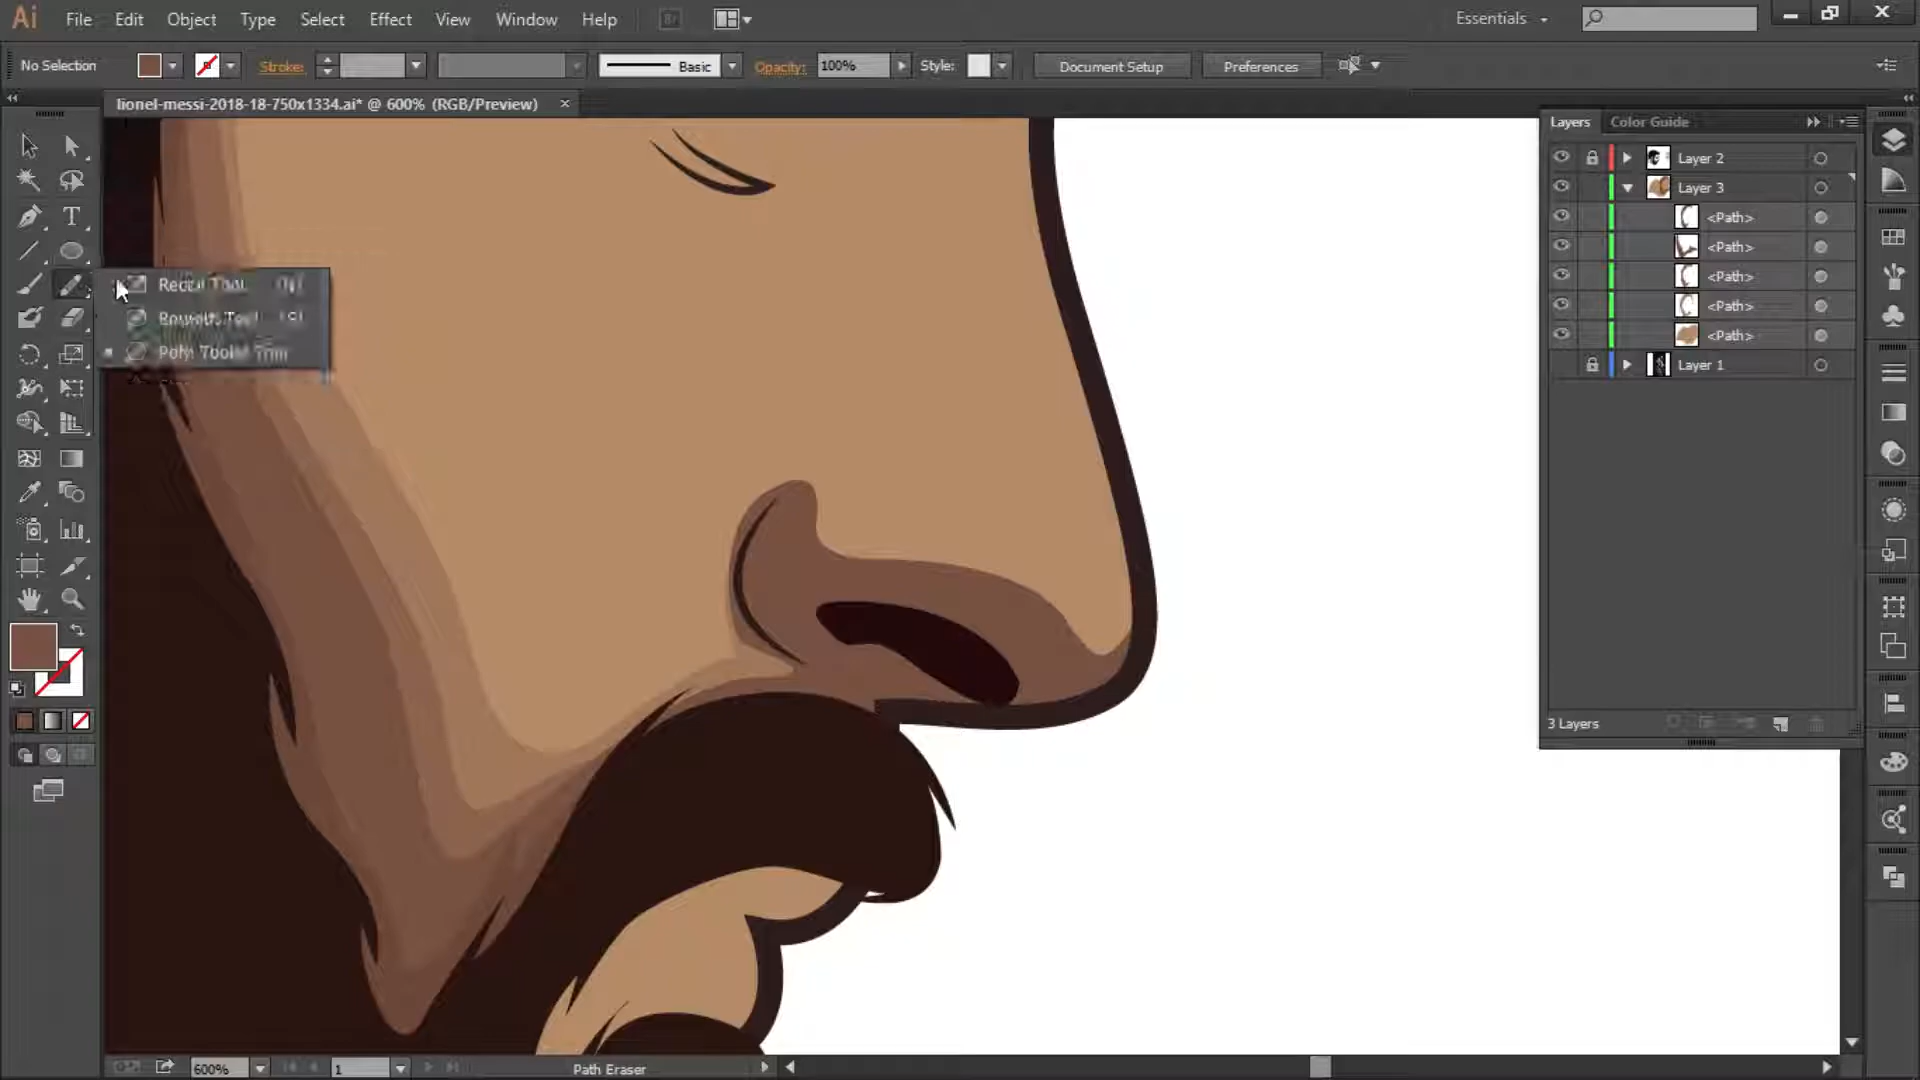 Ai File Edit Object Type Select Effect View Window Help Br Essentials
No Selection Stroke: Basic Opacity: 100% Style: Document Setup Preferences
lionel-messi-2018-18-750x1334.ai* @ 600% (RGB/Preview) ×
Layers Color Guide
Layer 2
Layer 3
<Path>
<Path>
<Path>
<Path>
<Path>
Layer 1
3 Layers
T
600% 1 Path Eraser